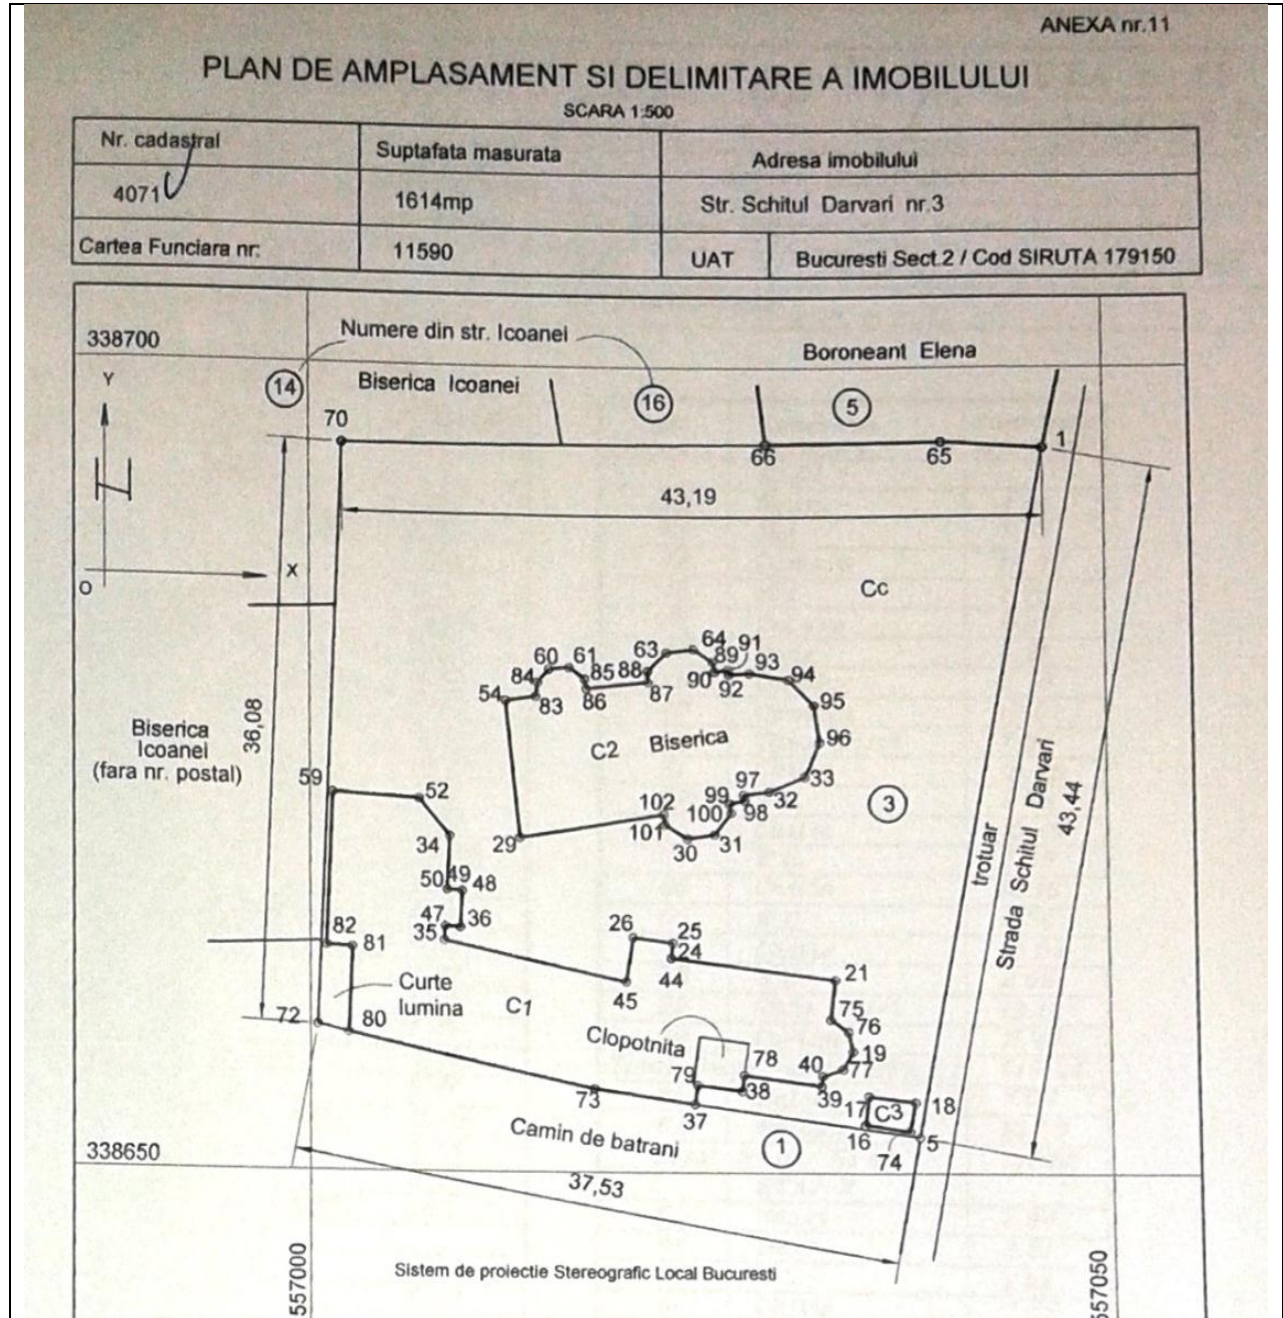 ANEXA nr.11
PLAN DE AMPLASAMENT SI DELIMITARE A IMOBILULUI
SCARA 1:500
Nr. cadastral
Suptafata masurata
Adresa imobilului
4071
1614mp
Str. Schitul Darvari nr.3
Cartea Funciara nr:
11590
UAT
Bucuresti Sect.2 / Cod SIRUTA 179150
338700
Numere din str. Icoanei
Boroneant Elena
Y
14
Biserica Icoanei
16
5
70
66
65
1
N
43,19
X
O
Cc
63
64
91
60
61
89
93
84
85
88
90
92
94
54
83
86
87
95
36,08
Biserica
Icoanei
(fara nr. postal)
C2 Biserica
96
59
52
97
33
99
32
102
100
98
3
101
34
29
30
31
trotuar
Strada Schitul Darvari
43,44
50
49
48
47
36
35
82
81
26
25
24
44
45
21
Curte
lumina
C1
72
80
75
76
Clopotnita
19
78
40
77
79
38
39
17
C3
18
73
37
16
5
74
Camin de batrani
1
338650
37,53
Sistem de proiectie Stereografic Local Bucuresti
557000
557050